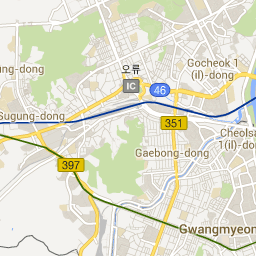 Gocheok 1
(il)-dong
ung-dong
오류
IC
46
Sugung-dong
351
Cheolsa
1(il)-dong
Gaebong-dong
397
Gwangmyeon